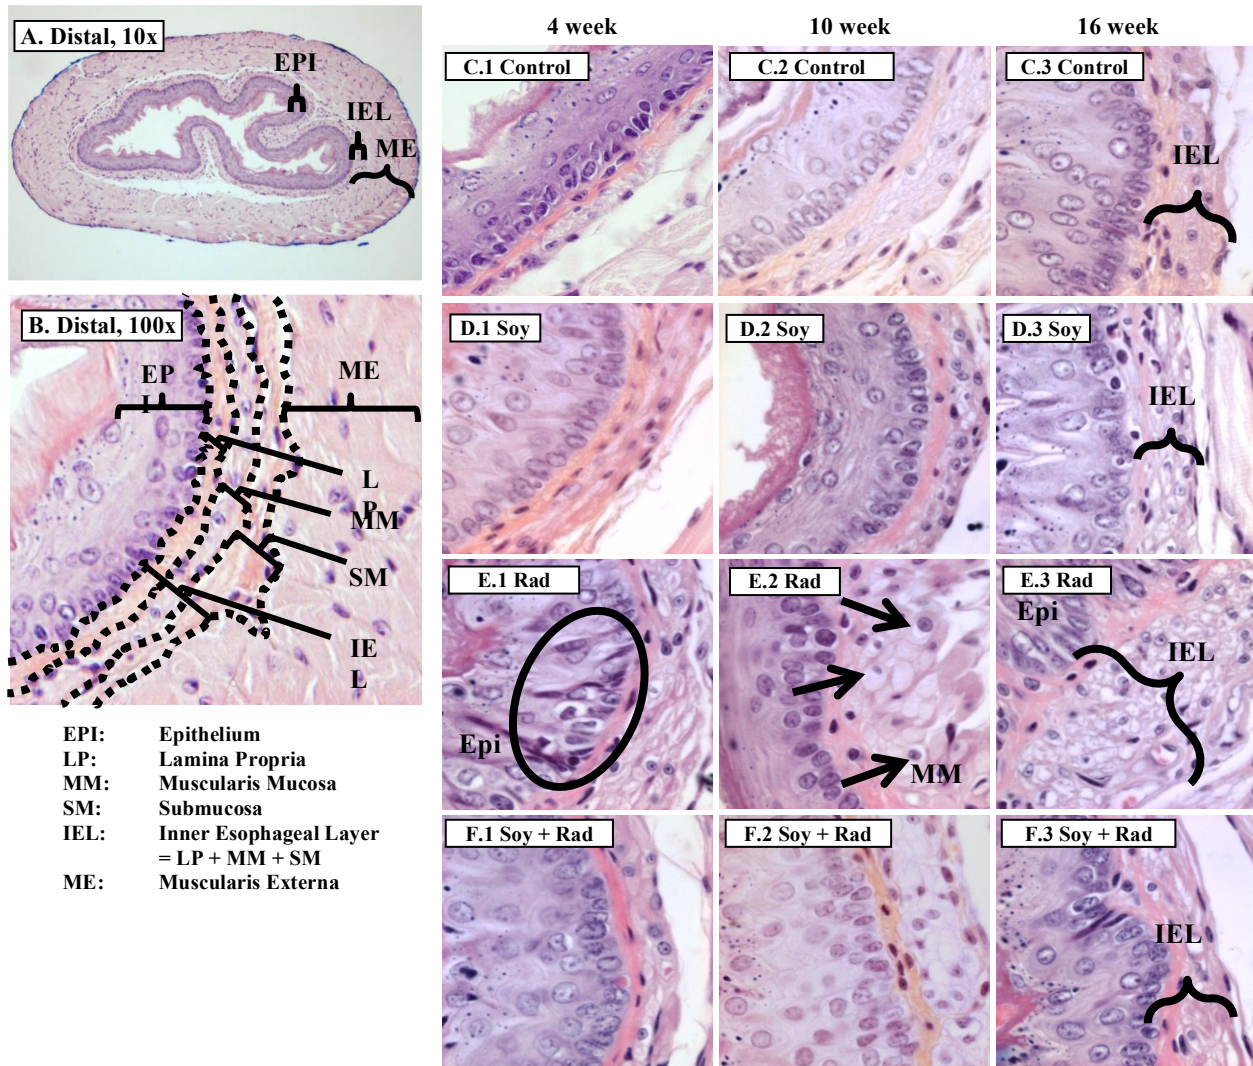 A. Distal, 10x
EPI
IEL
ME
B. Distal, 100x
EP
I
ME
L
P
MM
SM
IE
L
EPI: Epithelium
LP: Lamina Propria
MM: Muscularis Mucosa
SM: Submucosa
IEL: Inner Esophageal Layer
= LP + MM + SM
ME: Muscularis Externa
4 week 10 week 16 week
C.1 Control
C.2 Control
C.3 Control
IEL
D.1 Soy
D.2 Soy
D.3 Soy
IEL
E.1 Rad
Epi
E.2 Rad
MM
E.3 Rad
Epi
IEL
F.1 Soy + Rad
F.2 Soy + Rad
F.3 Soy + Rad
IEL